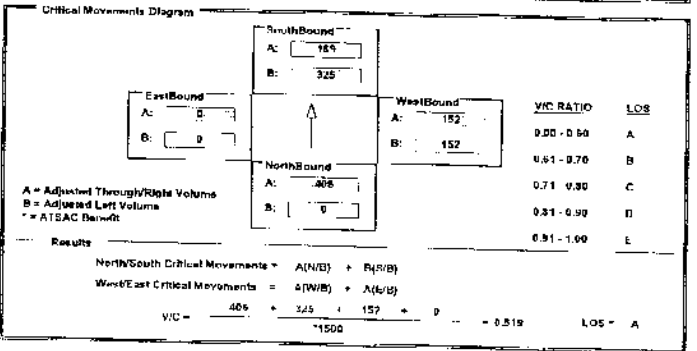 Critical Movements Diagram
SouthBound
A:
B: 325
EastBound
A: 0
B: 0
WestBound
A: 152
B: 152
NorthBound
A: 406
B: 0
V/C RATIO LOS
0.00 - 0.60 A
0.61 - 0.70 B
0.71 - 0.80 C
0.81 - 0.90 D
0.91 - 1.00 E
A = Adjusted Through/Right Volume
B = Adjusted Left Volume
* = ATSAC Benefit
Results
North/South Critical Movements = A(N/B) + B(S/B)
West/East Critical Movements = A(W/B) + A(E/B)
V/C = 406 + 325 + 152 + 0 = 0.519 LOS = A
*1500